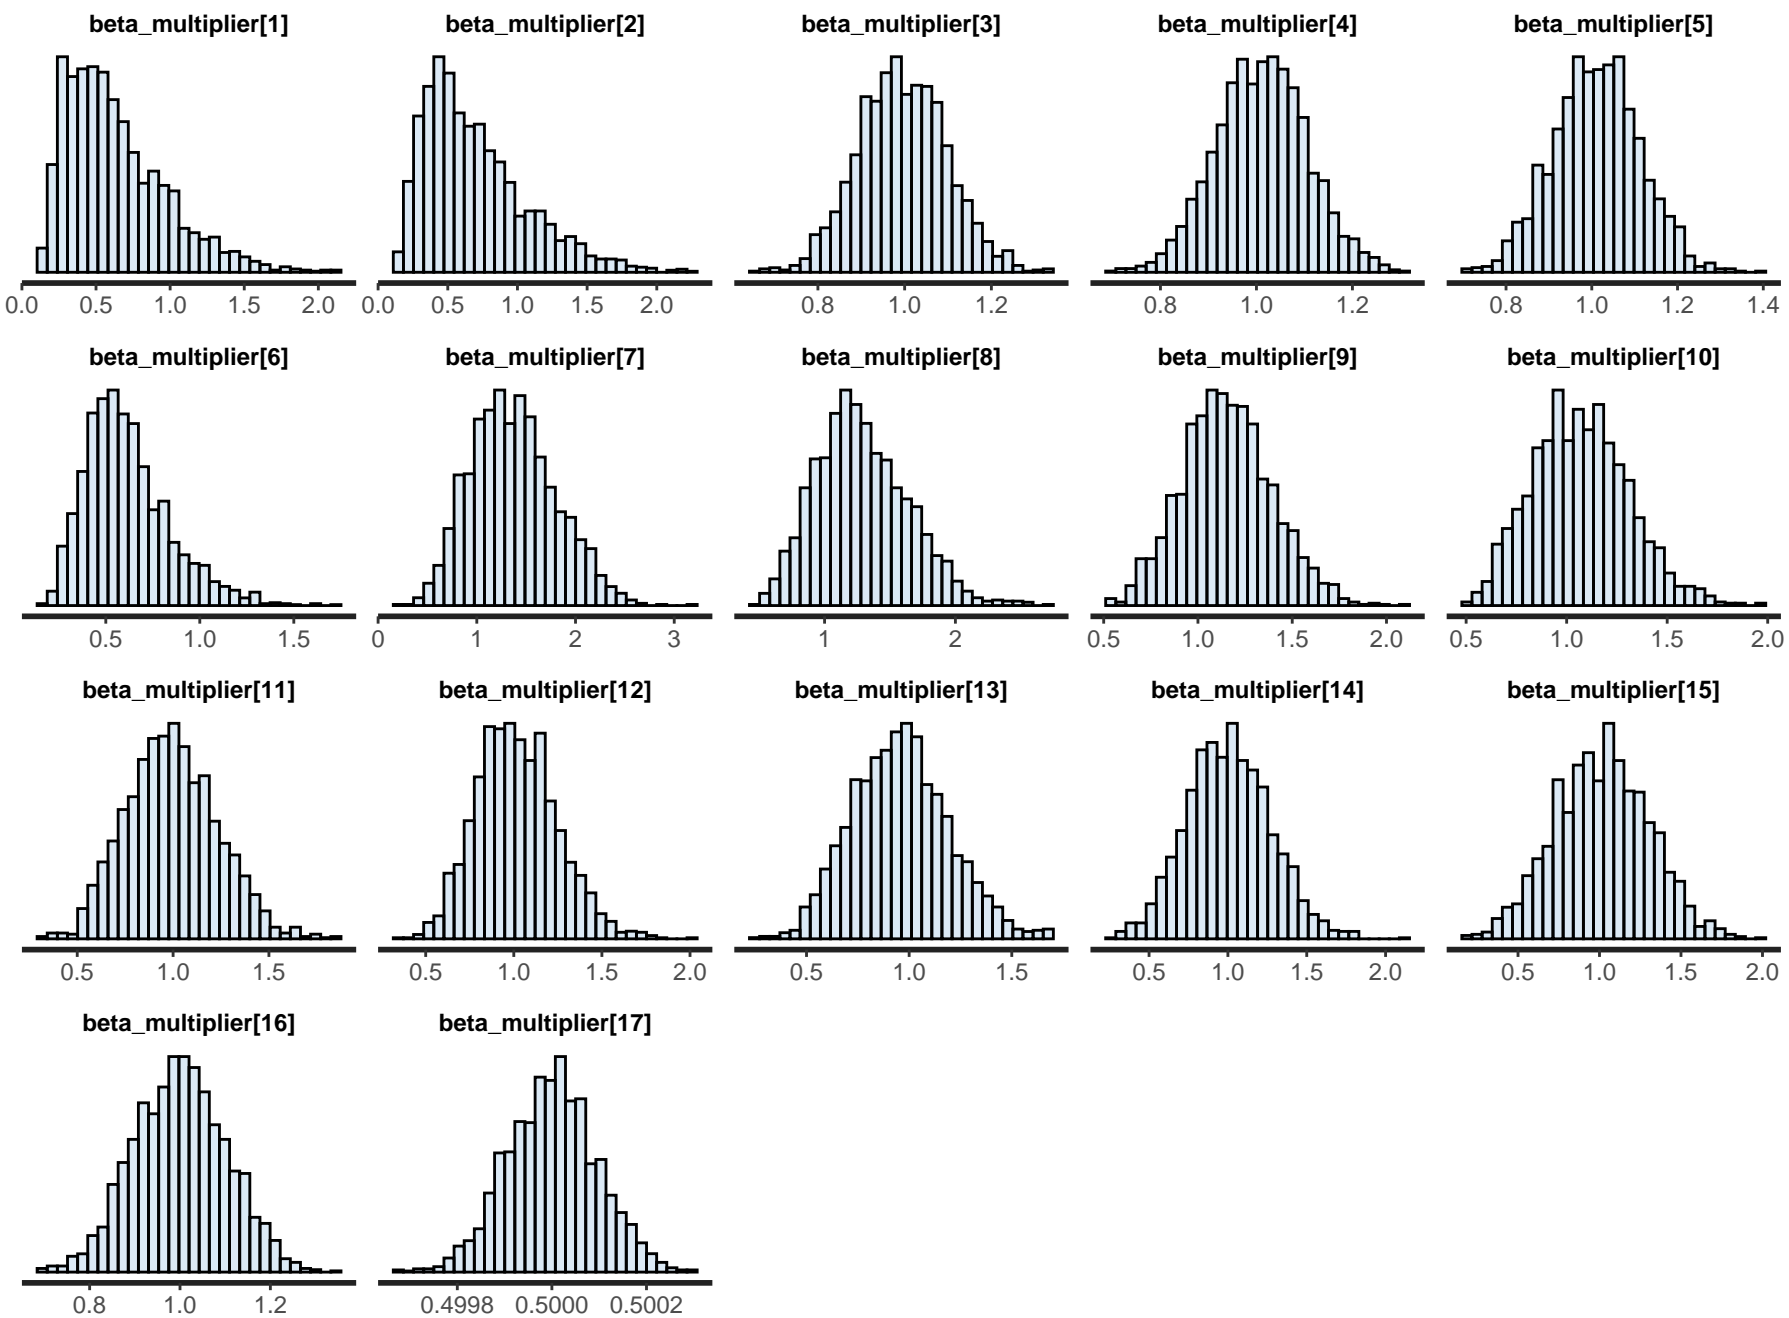 beta_multiplier[1] beta_multiplier[2] beta_multiplier[3] beta_multiplier[4] beta_multiplier[5]
0.0 0.5 1.0 1.5 2.0 0.0 0.5 1.0 1.5 2.0 0.8 1.0 1.2 0.8 1.0 1.2 0.8 1.0 1.2 1.4
beta_multiplier[6] beta_multiplier[7] beta_multiplier[8] beta_multiplier[9] beta_multiplier[10]
0.5 1.0 1.5 0 1 2 3 1 2 0.5 1.0 1.5 2.0 0.5 1.0 1.5 2.0
beta_multiplier[11] beta_multiplier[12] beta_multiplier[13] beta_multiplier[14] beta_multiplier[15]
0.5 1.0 1.5 0.5 1.0 1.5 2.0 0.5 1.0 1.5 0.5 1.0 1.5 2.0 0.5 1.0 1.5 2.0
beta_multiplier[16] beta_multiplier[17]
0.8 1.0 1.2 0.4998 0.5000 0.5002